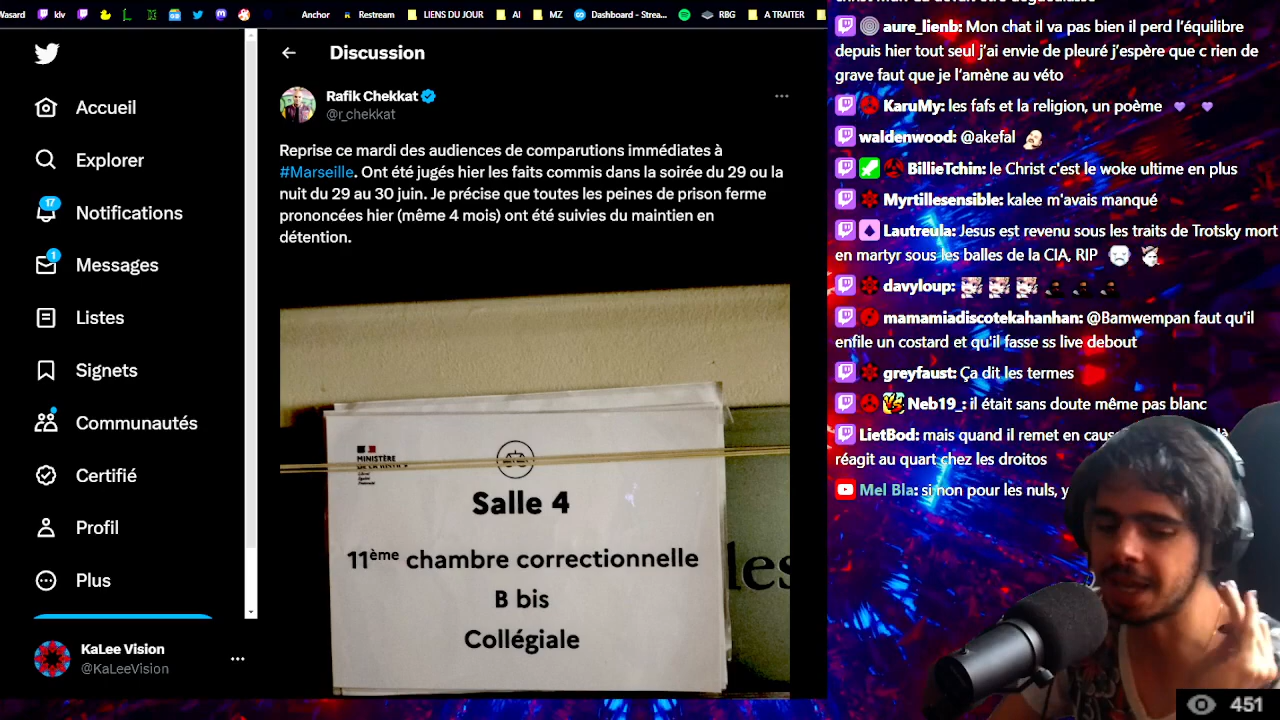 Wasard
klv
Anchor
Restream
LIENS DU JOUR
AI
MZ
Dashboard - Strea...
RBG
A TRAITER
Discussion
Accueil
Explorer
17
Notifications
1
Messages
Listes
Signets
Communautés
Certifié
Profil
Plus
KaLee Vision
@KaLeeVision
Rafik Chekkat
@r_chekkat
Reprise ce mardi des audiences de comparutions immédiates à
#Marseille. Ont été jugés hier les faits commis dans la soirée du 29 ou la
nuit du 29 au 30 juin. Je précise que toutes les peines de prison ferme
prononcées hier (même 4 mois) ont été suivies du maintien en
détention.
MINISTÈRE
Salle 4
11ème chambre correctionnelle
B bis
Collégiale
les
aure_lienb: Mon chat il va pas bien il perd l'équilibre
depuis hier tout seul j'ai envie de pleuré j'espère que c rien de
grave faut que je l'amène au véto
KaruMy: les fafs et la religion, un poème
waldenwood: @akefal
BillieTchin: le Christ c'est le woke ultime en plus
Myrtillesensible: kalee m'avais manqué
Lautreula: Jesus est revenu sous les traits de Trotsky mort
en martyr sous les balles de la CIA, RIP
davyloup:
mamamiadiscotekahanhan: @Bamwempan faut qu'il
enfile un costard et qu'il fasse ss live debout
greyfaust: Ça dit les termes
Neb19_: il était sans doute même pas blanc
LietBod: mais quand il remet en caus
réagit au quart chez les droitos
Mel Bla: si non pour les nuls, y
451